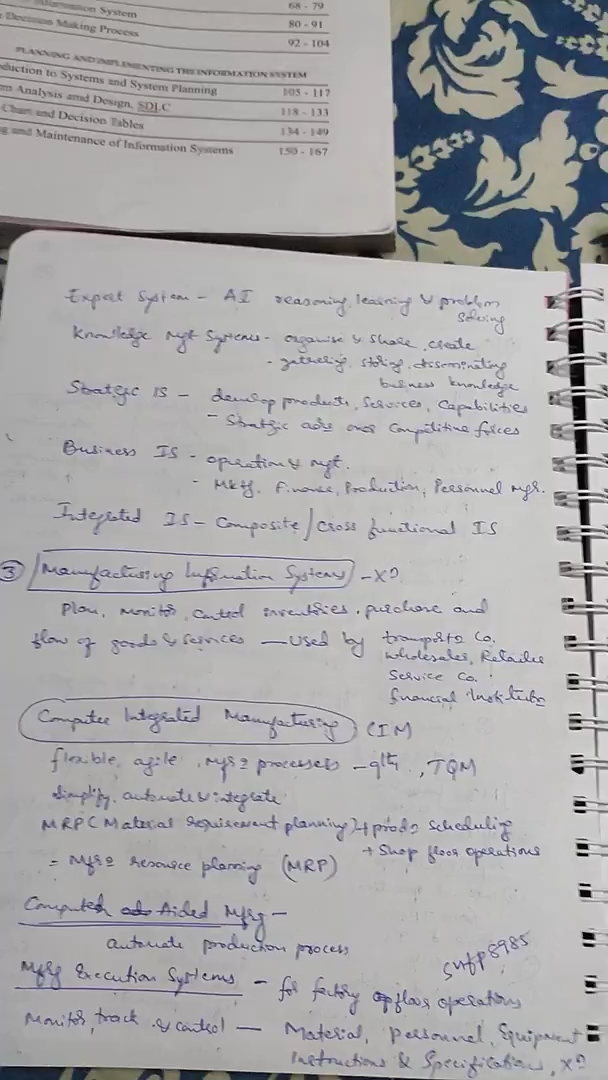 Information System 68 - 79
Decision Making Process 80 - 91
92 - 104
PLANNING AND IMPLEMENTING THE INFORMATION SYSTEM
duction to Systems and System Planning 105 - 117
m Analysis and Design, SDLC 118 - 133
Chart and Decision Tables 134 - 149
g and Maintenance of Information Systems 150 - 167
Expert System - AI reasoning, learning & problem
solving
Knowledge Mgt Systems - organise & share, create
- gathering, storing, disseminating
business knowledge
Strategic IS - develop products, Services, Capabilities
- Strategic adv over Competitive forces
Business IS - operation & mgt.
- Mktg, Finance, Production, Personnel Mgr.
Integrated IS - Composite / Cross functional IS
③ Manufacturing Information Systems - X?
Plan, monitor, control inventories, purchase and
flow of goods & services — Used by transport Co.
Wholesales, Retailer
Service Co.
financial Institutn
Computer Integrated Manufacturing CIM
flexible, agile, Mfg processes - qlty, TQM
Simplify, automate & integrate
MRP (Material requirement planning) + prodn Scheduling
+ Shop floor operations
= Mfrg resource planning (MRP)
Computer Aided Mfrg -
automate production process
snfp8985
Mfrg Execution Systems - for factory floor operations
Monitor, track & control — Material, Personnel, Equipment
Instructions & Specifications, X?